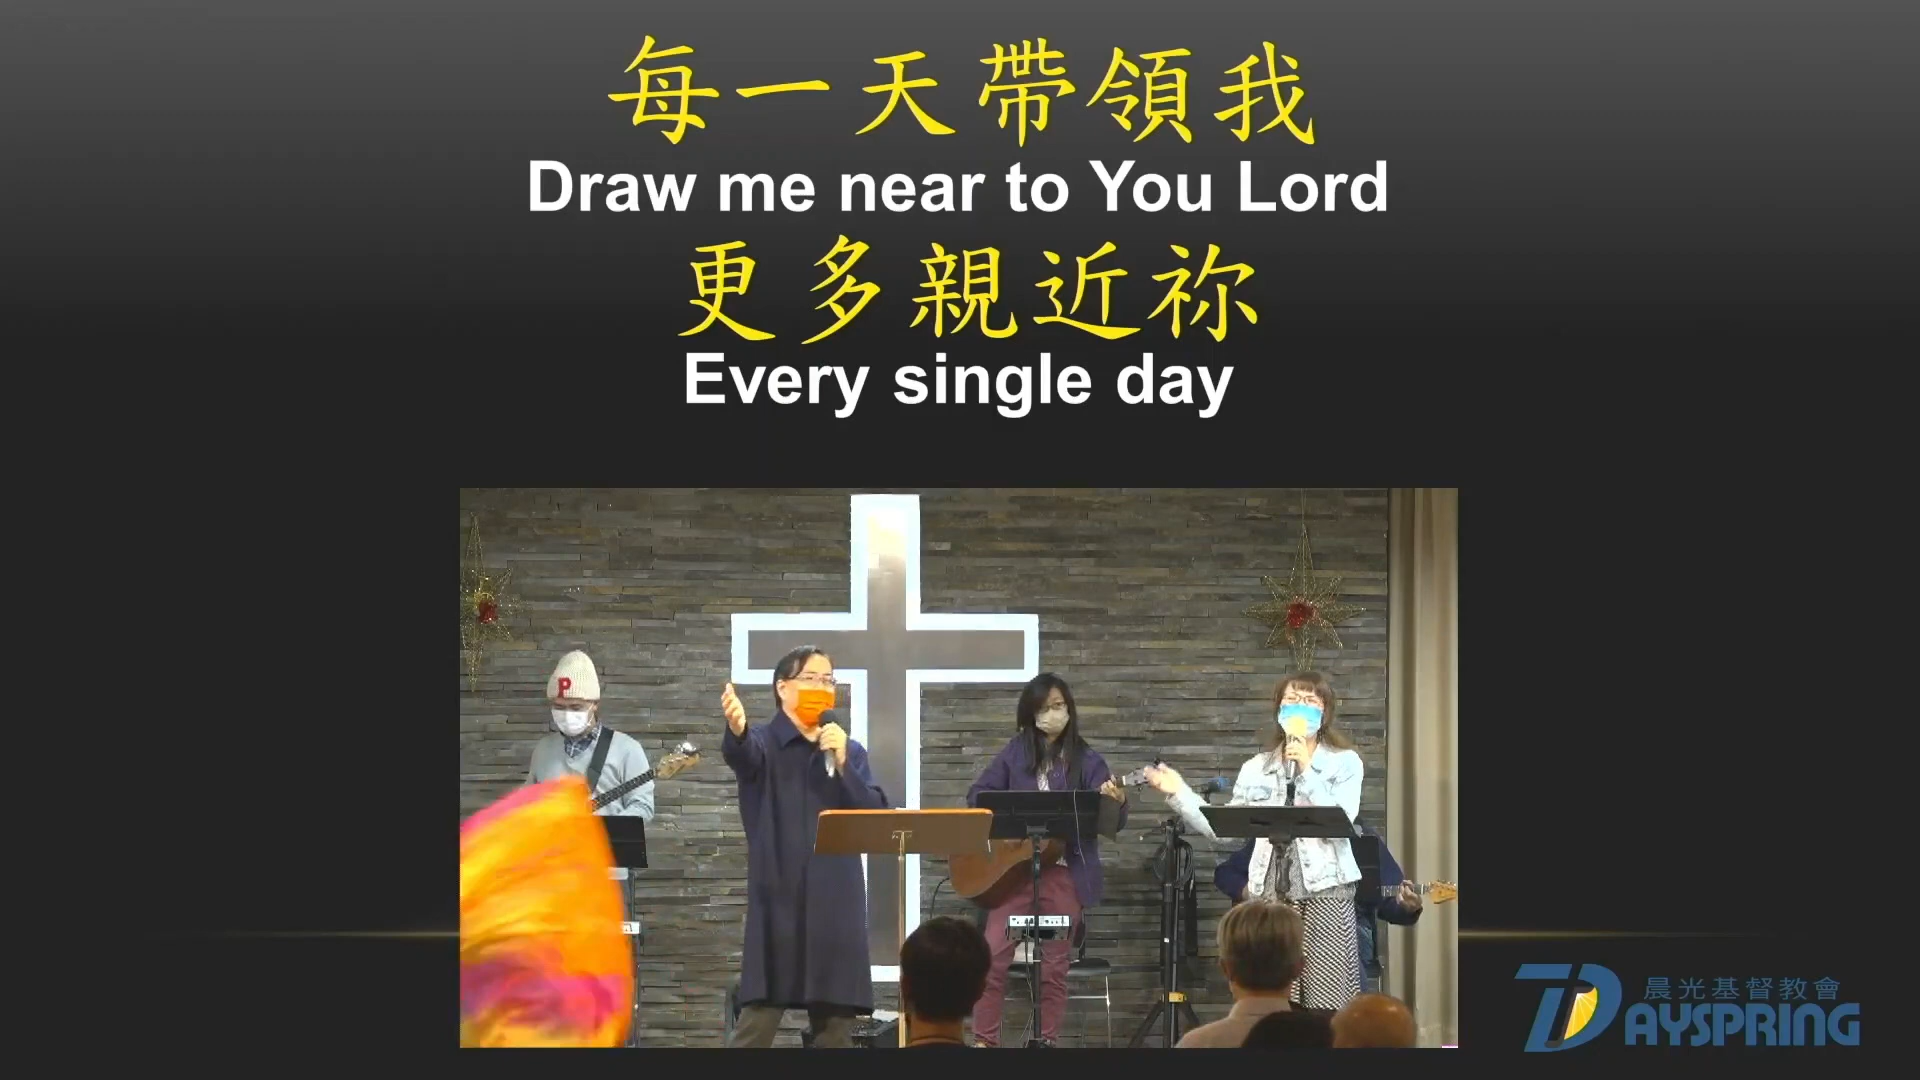 每一天帶領我
Draw me near to You Lord
更多親近祢
Every single day
P
晨光基督教會
DAYSPRING